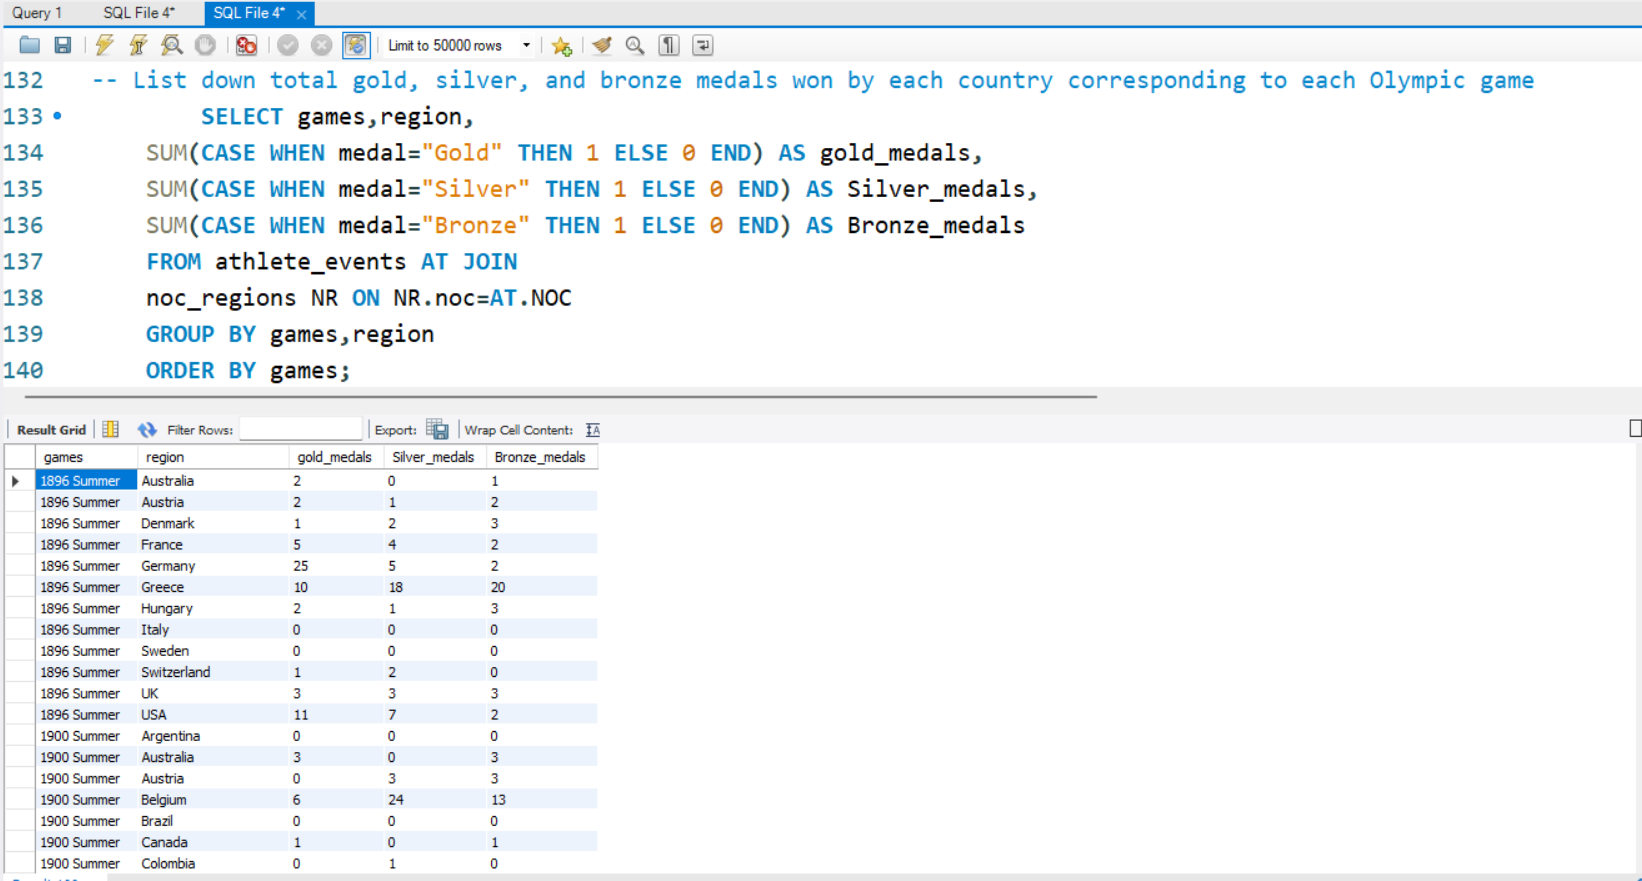 Query 1 SQL File 4* SQL File 4*
Limit to 50000 rows
132 -- List down total gold, silver, and bronze medals won by each country corresponding to each Olympic game
133 SELECT games,region,
134 SUM(CASE WHEN medal="Gold" THEN 1 ELSE 0 END) AS gold_medals,
135 SUM(CASE WHEN medal="Silver" THEN 1 ELSE 0 END) AS Silver_medals,
136 SUM(CASE WHEN medal="Bronze" THEN 1 ELSE 0 END) AS Bronze_medals
137 FROM athlete_events AT JOIN
138 noc_regions NR ON NR.noc=AT.NOC
139 GROUP BY games,region
140 ORDER BY games;
Result Grid Filter Rows: Export: Wrap Cell Content:
games region gold_medals Silver_medals Bronze_medals
1896 Summer Australia 2 0 1
1896 Summer Austria 2 1 2
1896 Summer Denmark 1 2 3
1896 Summer France 5 4 2
1896 Summer Germany 25 5 2
1896 Summer Greece 10 18 20
1896 Summer Hungary 2 1 3
1896 Summer Italy 0 0 0
1896 Summer Sweden 0 0 0
1896 Summer Switzerland 1 2 0
1896 Summer UK 3 3 3
1896 Summer USA 11 7 2
1900 Summer Argentina 0 0 0
1900 Summer Australia 3 0 3
1900 Summer Austria 0 3 3
1900 Summer Belgium 6 24 13
1900 Summer Brazil 0 0 0
1900 Summer Canada 1 0 1
1900 Summer Colombia 0 1 0